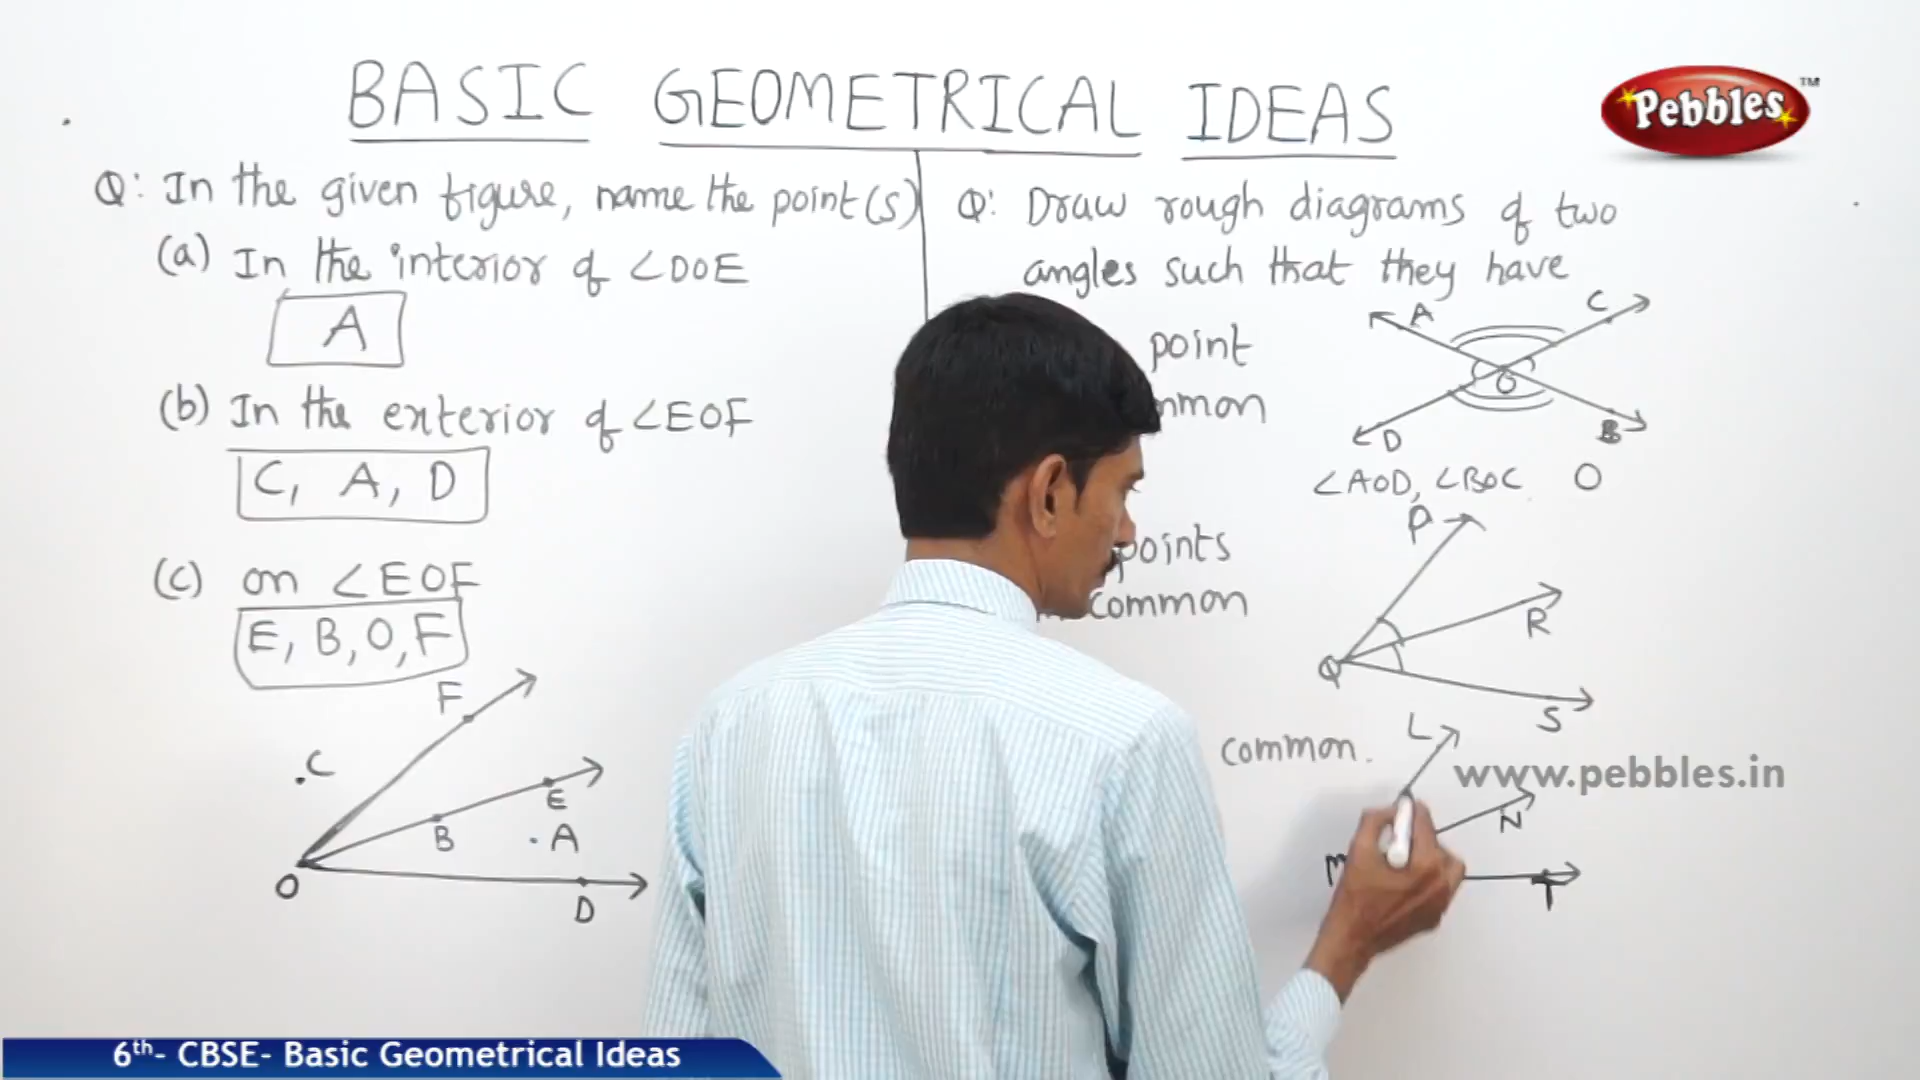 BASIC GEOMETRICAL IDEAS
Pebbles™
Q: In the given figure, name the point(s)
(a) In the interior of ∠DOE
A
(b) In the exterior of ∠EOF
C, A, D
(c) on ∠EOF
E, B, O, F
F
C
E
B
A
O
D
Q: Draw rough diagrams of two
angles such that they have
point
common
points
common
common.
A
C
O
D
B
∠AOD, ∠BOC O
P
R
Q
S
L
www.pebbles.in
N
M
T
6th- CBSE- Basic Geometrical Ideas